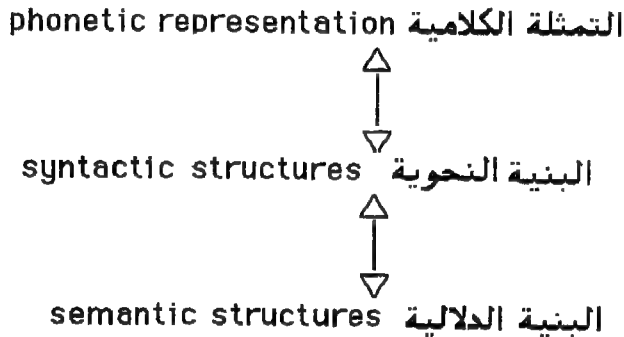 phonetic representation التمثلة الكلامية
syntactic structures البنية النحوية
semantic structures البنية الدلالية